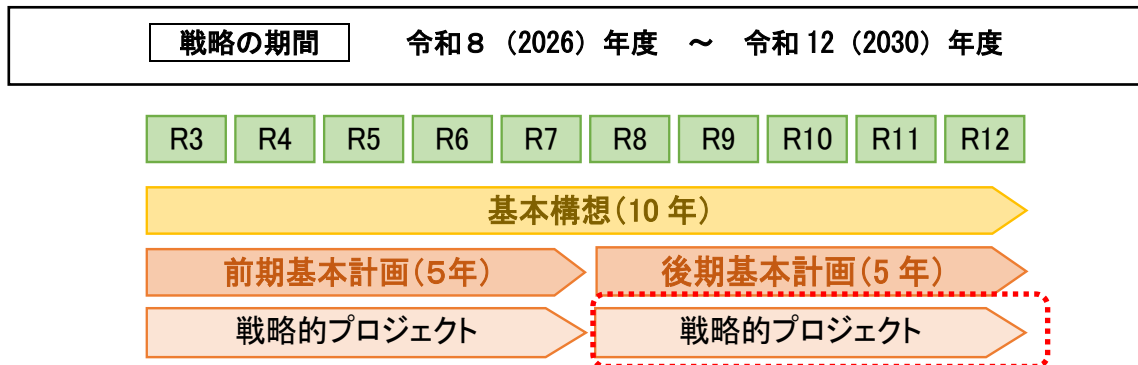 戦略の期間 令和８（2026）年度 ～ 令和 12（2030）年度
R3 R4 R5 R6 R7 R8 R9 R10 R11 R12
基本構想（10 年）
前期基本計画（５年） 後期基本計画（5 年）
戦略的プロジェクト 戦略的プロジェクト